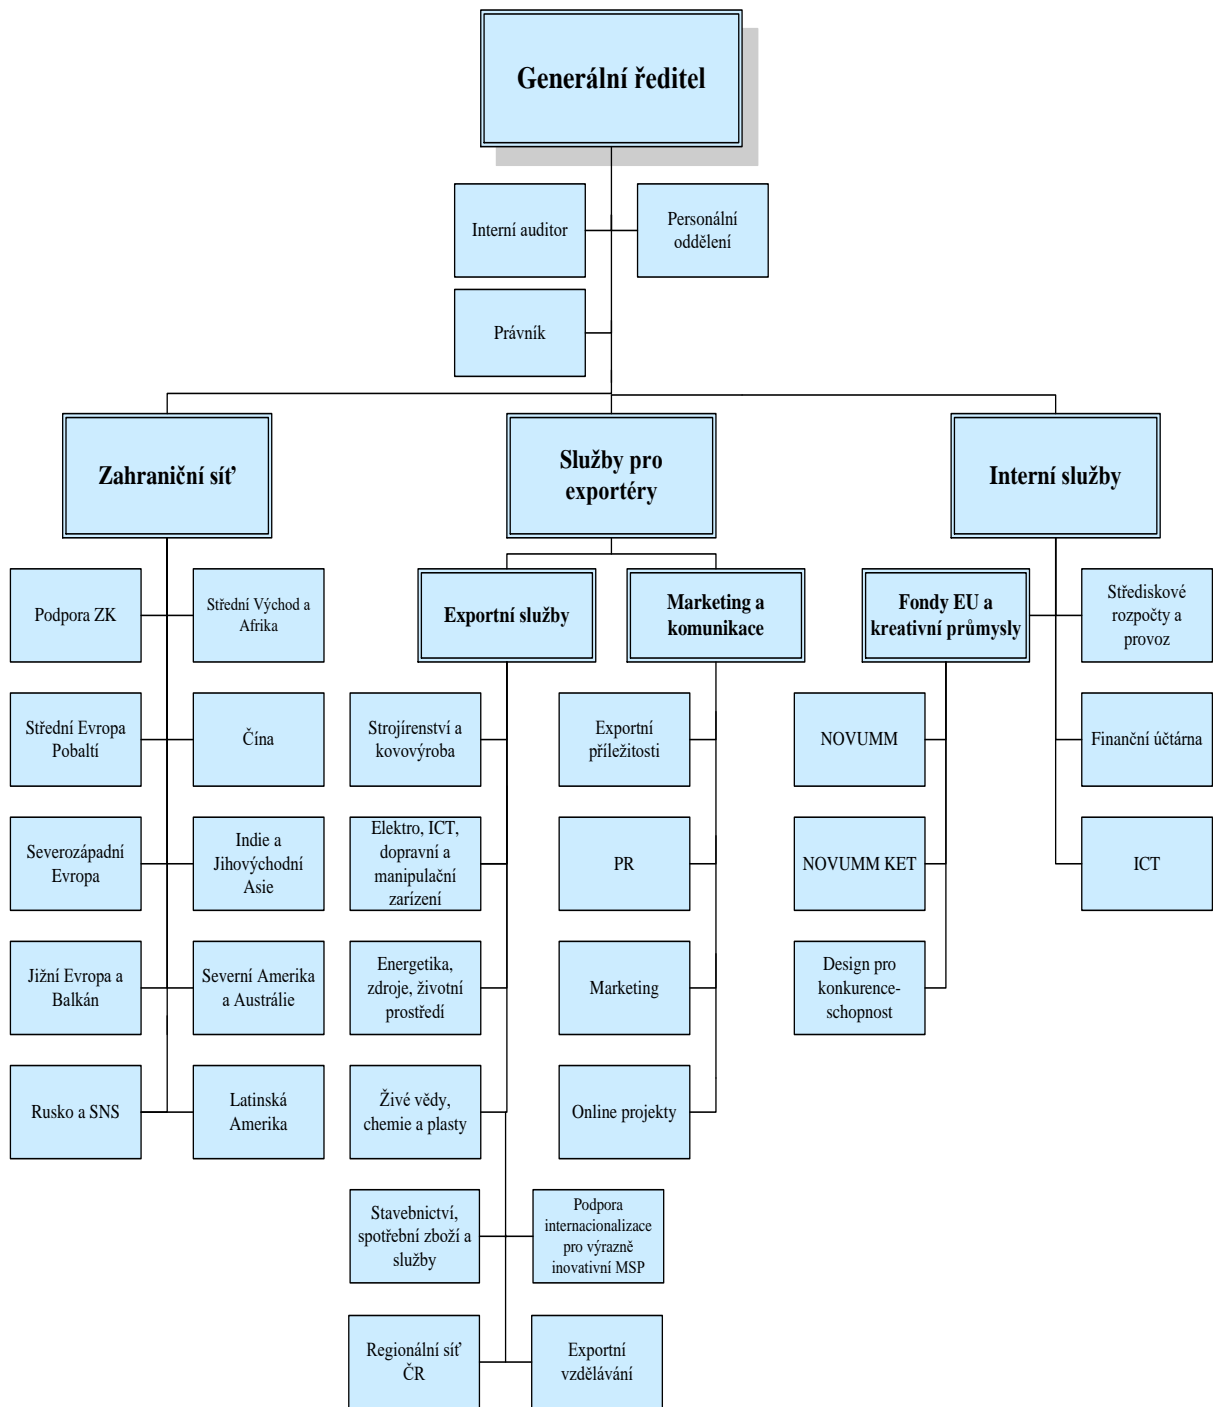 Generální ředitel
Interní auditor
Personální
oddělení
Právník
Zahraniční síť
Služby pro
exportéry
Interní služby
Podpora ZK
Střední Východ a
Afrika
Exportní služby
Marketing a
komunikace
Fondy EU a
kreativní průmysly
Střediskové
rozpočty a
provoz
Střední Evropa
Pobaltí
Čína
Strojírenství a
kovovýroba
Exportní
příležitosti
NOVUMM
Finanční účtárna
Severozápadní
Evropa
Indie a
Jihovýchodní
Asie
Elektro, ICT,
dopravní a
manipulační
zarízení
PR
NOVUMM KET
ICT
Jižní Evropa a
Balkán
Severní Amerika
a Austrálie
Energetika,
zdroje, životní
prostředí
Marketing
Design pro
konkurence-
schopnost
Rusko a SNS
Latinská
Amerika
Živé vědy,
chemie a plasty
Online projekty
Stavebnictví,
spotřební zboží a
služby
Podpora
internacionalizace
pro výrazně
inovativní MSP
Regionální síť
ČR
Exportní
vzdělávání